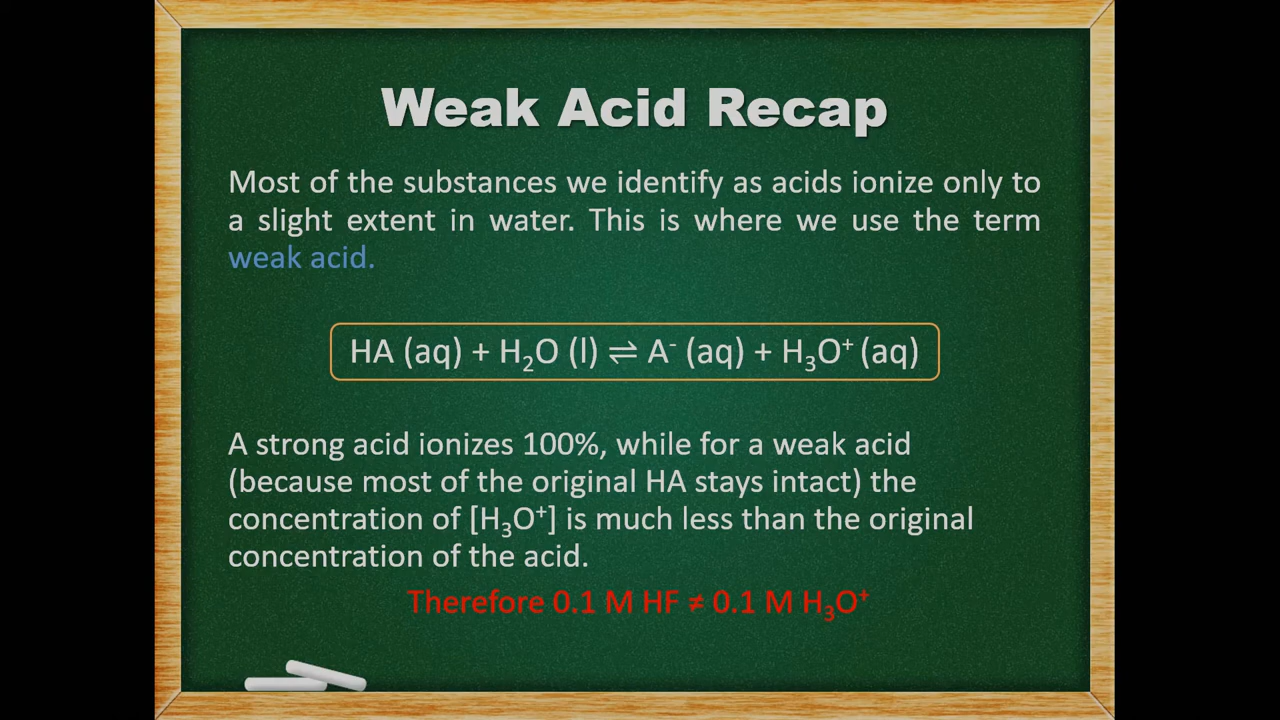 Weak Acid Recap
Most of the substances we identify as acids ionize only to
a slight extent in water. This is where we use the term
weak acid.
HA (aq) + H₂O (l) ⇌ A⁻ (aq) + H₃O⁺ (aq)
A strong acid ionizes 100%, while for a weak acid
(because most of the original HA stays intact) the
concentration of [H₃O⁺] is much less than the original
concentration of the acid.
Therefore 0.1 M HF ≠ 0.1 M H₃O⁺